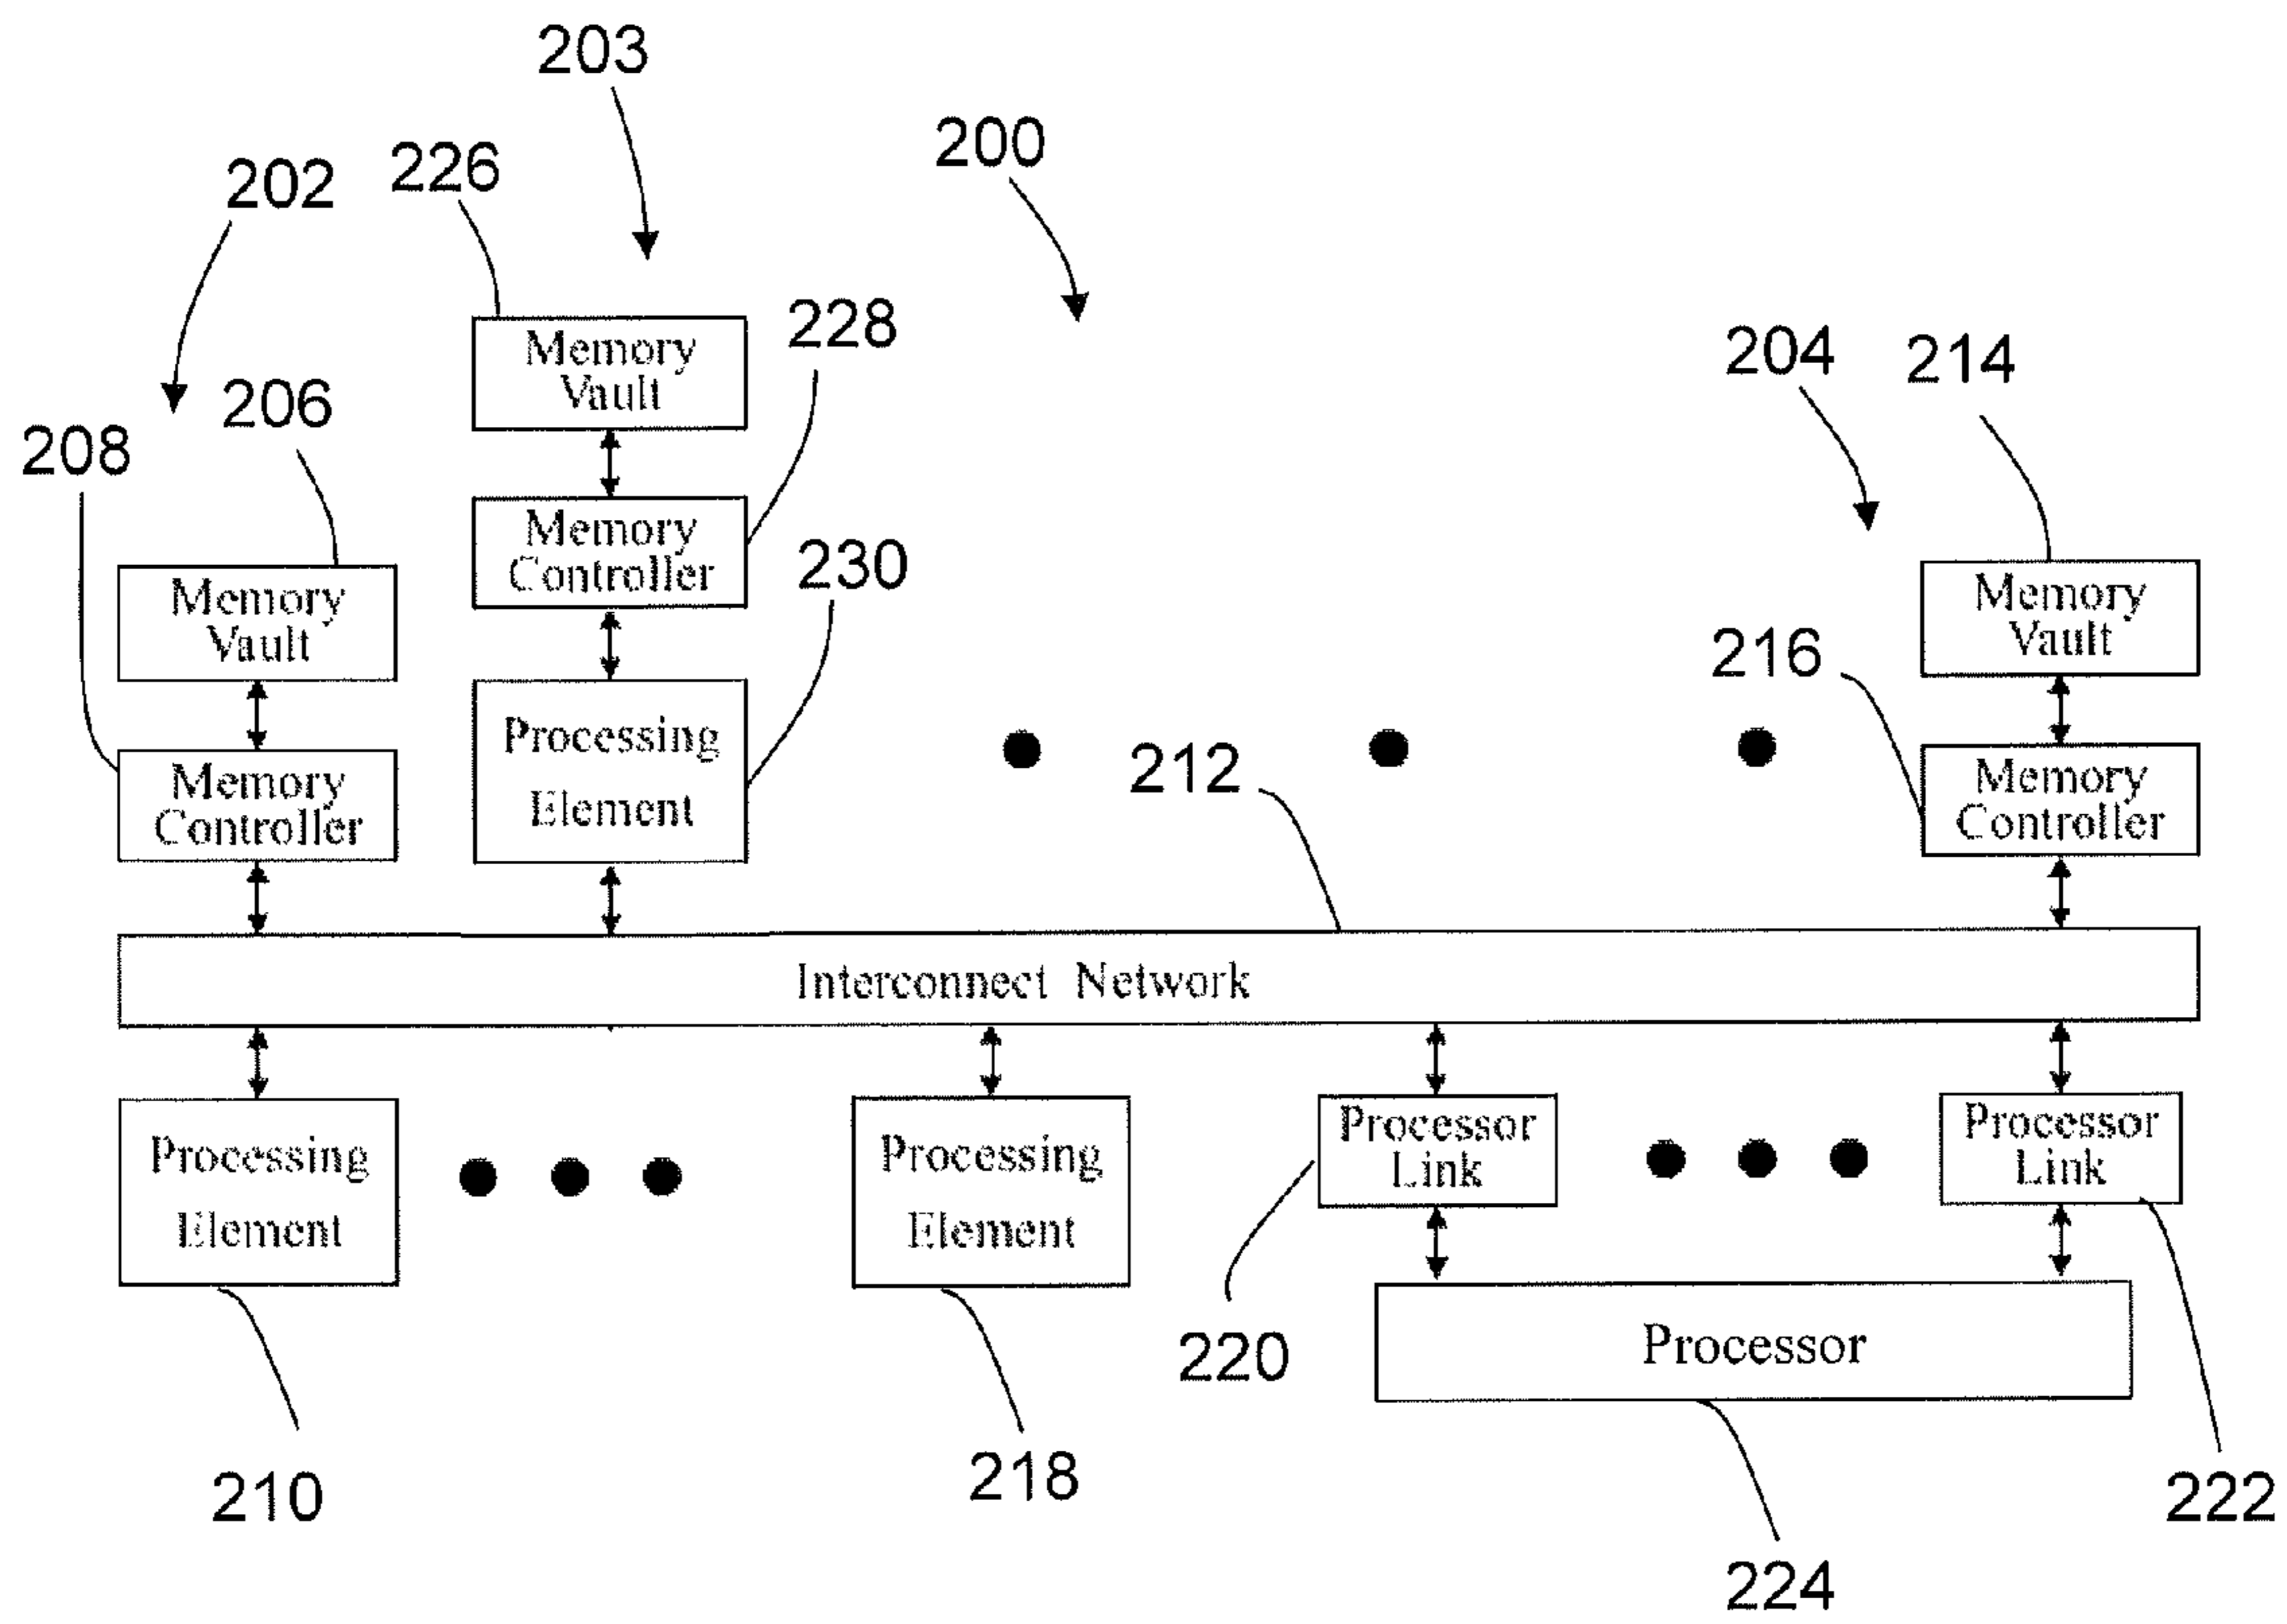 203
200
202
226
228
204
214
Memory
Vault
206
208
Memory
Controller
230
Memory
Vault
216
Memory
Vault
Processing
Element
212
Memory
Controller
Memory
Controller
Interconnect Network
Processing
Element
Processing
Element
Processor
Link
Processor
Link
220
Processor
210
218
222
224